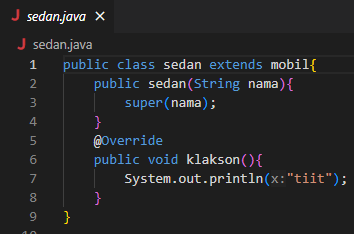 J sedan.java ×
J sedan.java
1 public class sedan extends mobil{
2     public sedan(String nama){
3         super(nama);
4     }
5     @Override
6     public void klakson(){
7         System.out.println(x:"tiit");
8     }
9 }